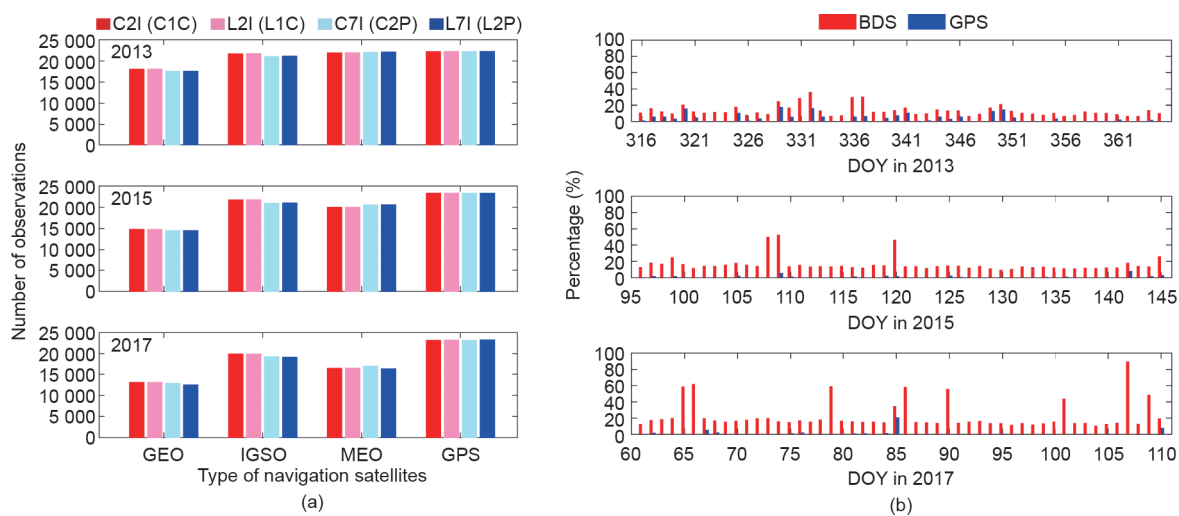 (a)
C2I (C1C) L2I (L1C) C7I (C2P) L7I (L2P)
Number of observations
25 000
20 000
15 000
10 000
5 000
0
2013
25 000
20 000
15 000
10 000
5 000
0
2015
25 000
20 000
15 000
10 000
5 000
0
2017
GEO IGSO MEO GPS
Type of navigation satellites
(a)
(b)
BDS GPS
Percentage (%)
100
80
60
40
20
0
316 321 326 331 336 341 346 351 356 361
DOY in 2013
100
80
60
40
20
0
95 100 105 110 115 120 125 130 135 140 145
DOY in 2015
100
80
60
40
20
0
60 65 70 75 80 85 90 95 100 105 110
DOY in 2017
(b)